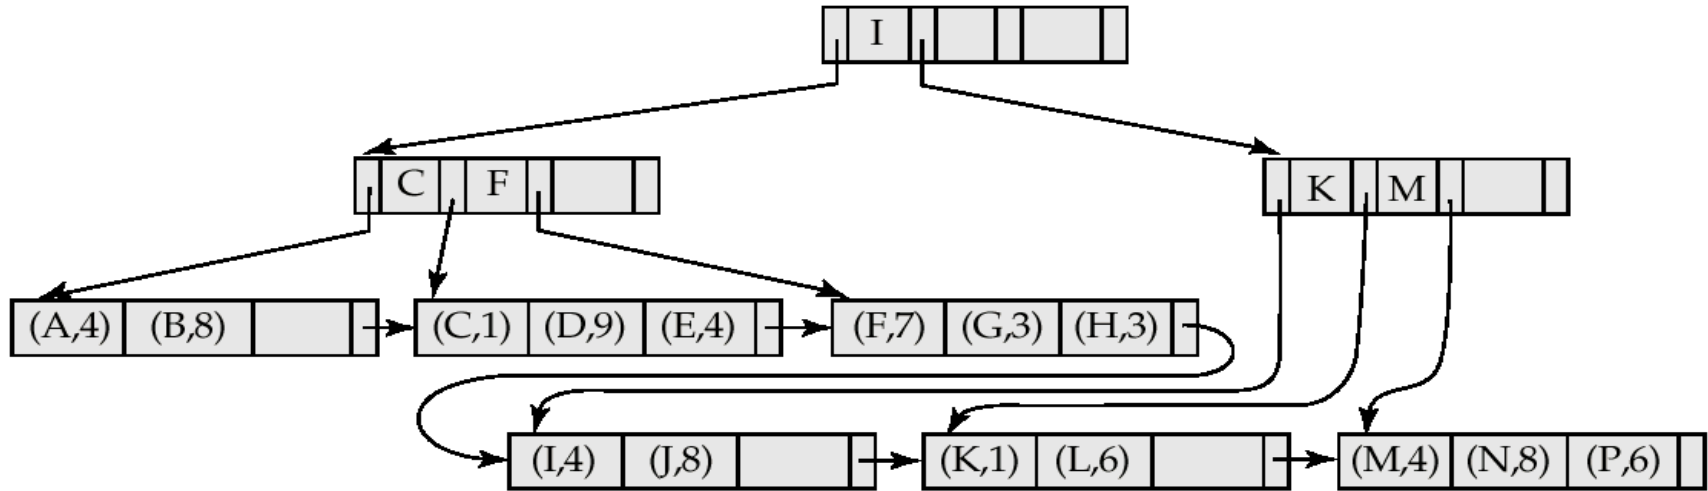 I
C F
K M
(A,4) (B,8) (C,1) (D,9) (E,4) (F,7) (G,3) (H,3)
(I,4) (J,8) (K,1) (L,6) (M,4) (N,8) (P,6)